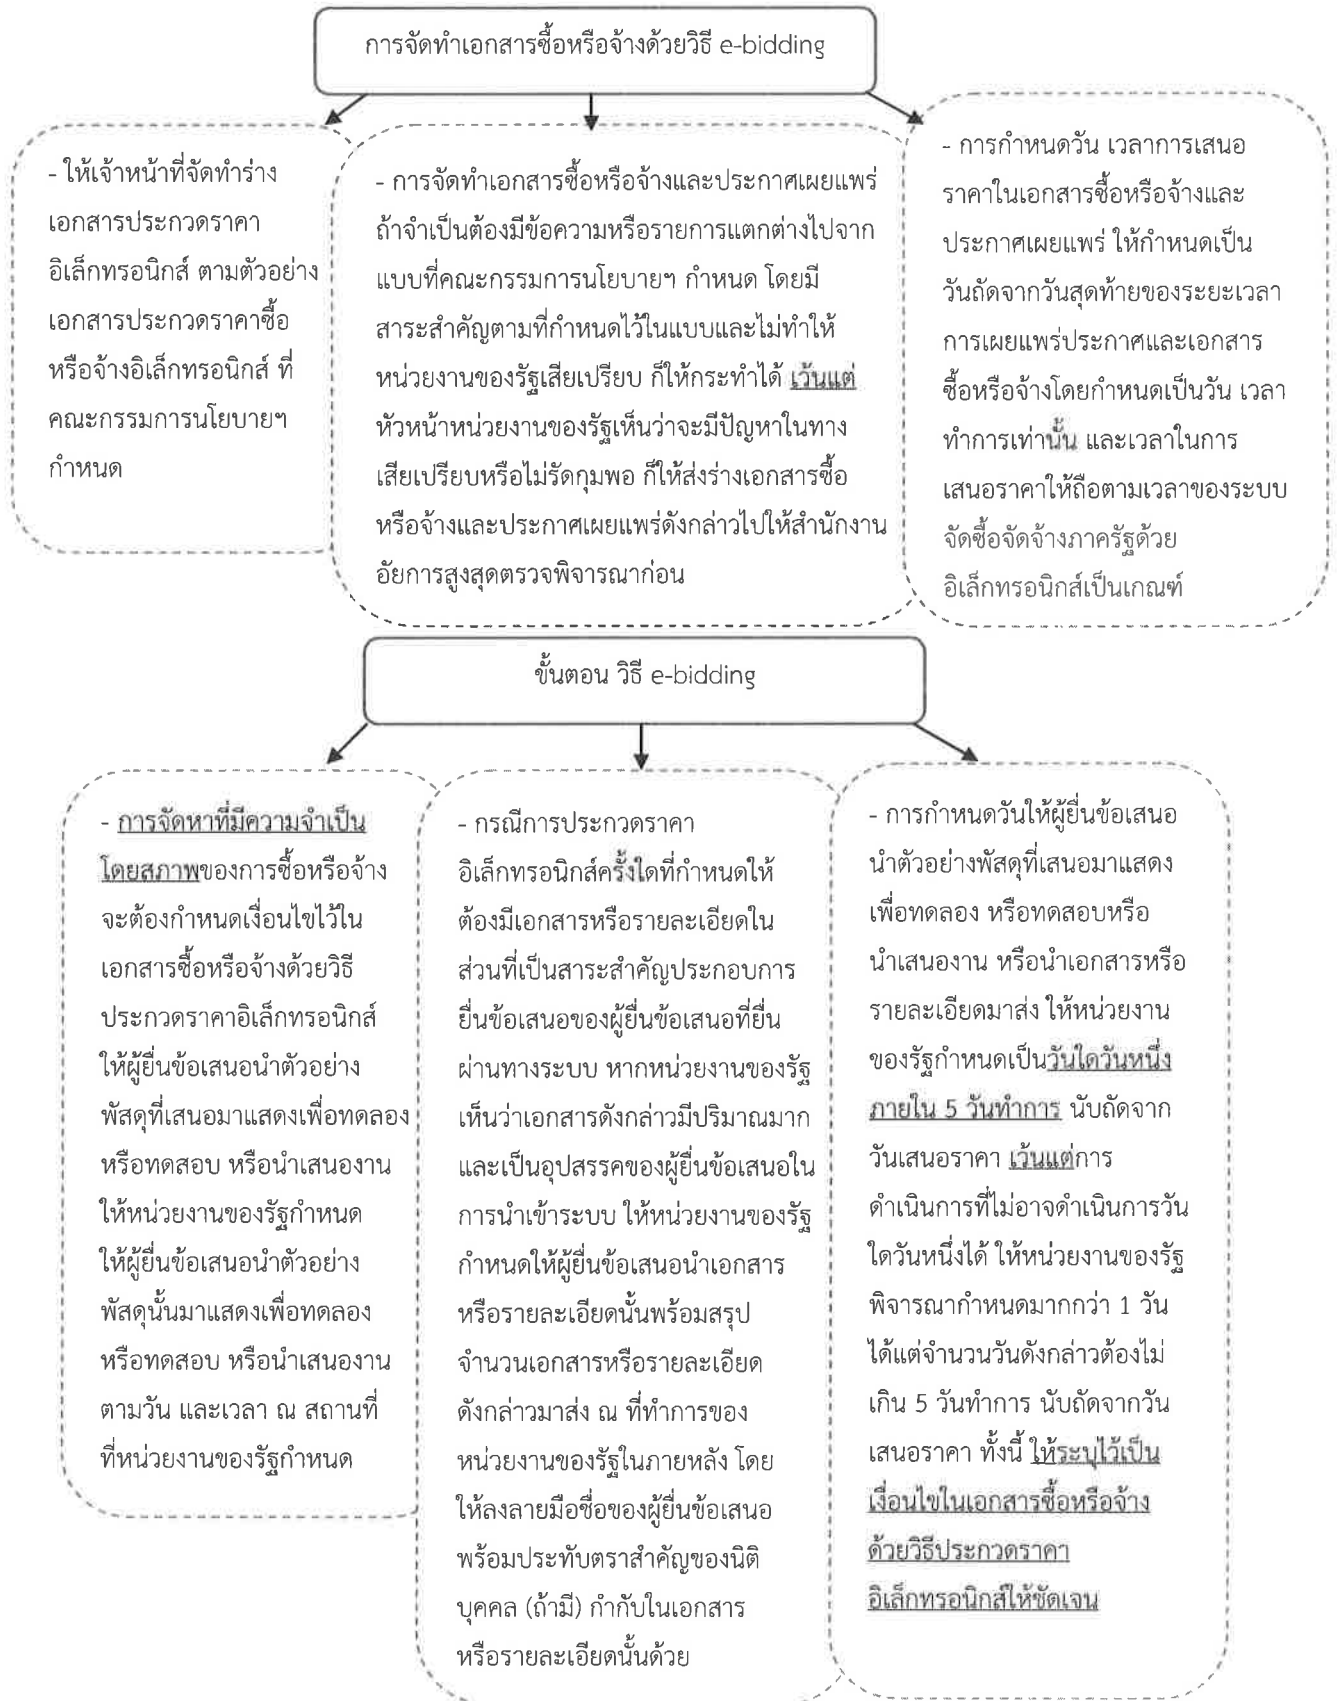 การจัดทำเอกสารซื้อหรือจ้างด้วยวิธี e-bidding
- ให้เจ้าหน้าที่จัดทำร่าง
เอกสารประกวดราคา
อิเล็กทรอนิกส์ ตามตัวอย่าง
เอกสารประกวดราคาซื้อ
หรือจ้างอิเล็กทรอนิกส์ ที่
คณะกรรมการนโยบายฯ
กำหนด
- การจัดทำเอกสารซื้อหรือจ้างและประกาศเผยแพร่
ถ้าจำเป็นต้องมีข้อความหรือรายการแตกต่างไปจาก
แบบที่คณะกรรมการนโยบายฯ กำหนด โดยมี
สาระสำคัญตามที่กำหนดไว้ในแบบและไม่ทำให้
หน่วยงานของรัฐเสียเปรียบ ก็ให้กระทำได้ เว้นแต่
หัวหน้าหน่วยงานของรัฐเห็นว่าจะมีปัญหาในทาง
เสียเปรียบหรือไม่รัดกุมพอ ก็ให้ส่งร่างเอกสารซื้อ
หรือจ้างและประกาศเผยแพร่ดังกล่าวไปให้สำนักงาน
อัยการสูงสุดตรวจพิจารณาก่อน
- การกำหนดวัน เวลาการเสนอ
ราคาในเอกสารซื้อหรือจ้างและ
ประกาศเผยแพร่ ให้กำหนดเป็น
วันถัดจากวันสุดท้ายของระยะเวลา
การเผยแพร่ประกาศและเอกสาร
ซื้อหรือจ้างโดยกำหนดเป็นวัน เวลา
ทำการเท่านั้น และเวลาในการ
เสนอราคาให้ถือตามเวลาของระบบ
จัดซื้อจัดจ้างภาครัฐด้วย
อิเล็กทรอนิกส์เป็นเกณฑ์
ขั้นตอน วิธี e-bidding
- การจัดหาที่มีความจำเป็น
โดยสภาพของการซื้อหรือจ้าง
จะต้องกำหนดเงื่อนไขไว้ใน
เอกสารซื้อหรือจ้างด้วยวิธี
ประกวดราคาอิเล็กทรอนิกส์
ให้ผู้ยื่นข้อเสนอนำตัวอย่าง
พัสดุที่เสนอมาแสดงเพื่อทดลอง
หรือทดสอบ หรือนำเสนองาน
ให้หน่วยงานของรัฐกำหนด
ให้ผู้ยื่นข้อเสนอนำตัวอย่าง
พัสดุนั้นมาแสดงเพื่อทดลอง
หรือทดสอบ หรือนำเสนองาน
ตามวัน และเวลา ณ สถานที่
ที่หน่วยงานของรัฐกำหนด
- กรณีการประกวดราคา
อิเล็กทรอนิกส์ครั้งใดที่กำหนดให้
ต้องมีเอกสารหรือรายละเอียดใน
ส่วนที่เป็นสาระสำคัญประกอบการ
ยื่นข้อเสนอของผู้ยื่นข้อเสนอที่ยื่น
ผ่านทางระบบ หากหน่วยงานของรัฐ
เห็นว่าเอกสารดังกล่าวมีปริมาณมาก
และเป็นอุปสรรคของผู้ยื่นข้อเสนอใน
การนำเข้าระบบ ให้หน่วยงานของรัฐ
กำหนดให้ผู้ยื่นข้อเสนอนำเอกสาร
หรือรายละเอียดนั้นพร้อมสรุป
จำนวนเอกสารหรือรายละเอียด
ดังกล่าวมาส่ง ณ ที่ทำการของ
หน่วยงานของรัฐในภายหลัง โดย
ให้ลงลายมือชื่อของผู้ยื่นข้อเสนอ
พร้อมประทับตราสำคัญของนิติ
บุคคล (ถ้ามี) กำกับในเอกสาร
หรือรายละเอียดนั้นด้วย
- การกำหนดวันให้ผู้ยื่นข้อเสนอ
นำตัวอย่างพัสดุที่เสนอมาแสดง
เพื่อทดลอง หรือทดสอบหรือ
นำเสนองาน หรือนำเอกสารหรือ
รายละเอียดมาส่ง ให้หน่วยงาน
ของรัฐกำหนดเป็นวันใดวันหนึ่ง
ภายใน 5 วันทำการ นับถัดจาก
วันเสนอราคา เว้นแต่การ
ดำเนินการที่ไม่อาจดำเนินการวัน
ใดวันหนึ่งได้ ให้หน่วยงานของรัฐ
พิจารณากำหนดมากกว่า 1 วัน
ได้แต่จำนวนวันดังกล่าวต้องไม่
เกิน 5 วันทำการ นับถัดจากวัน
เสนอราคา ทั้งนี้ ให้ระบุไว้เป็น
เงื่อนไขในเอกสารซื้อหรือจ้าง
ด้วยวิธีประกวดราคา
อิเล็กทรอนิกส์ให้ชัดเจน